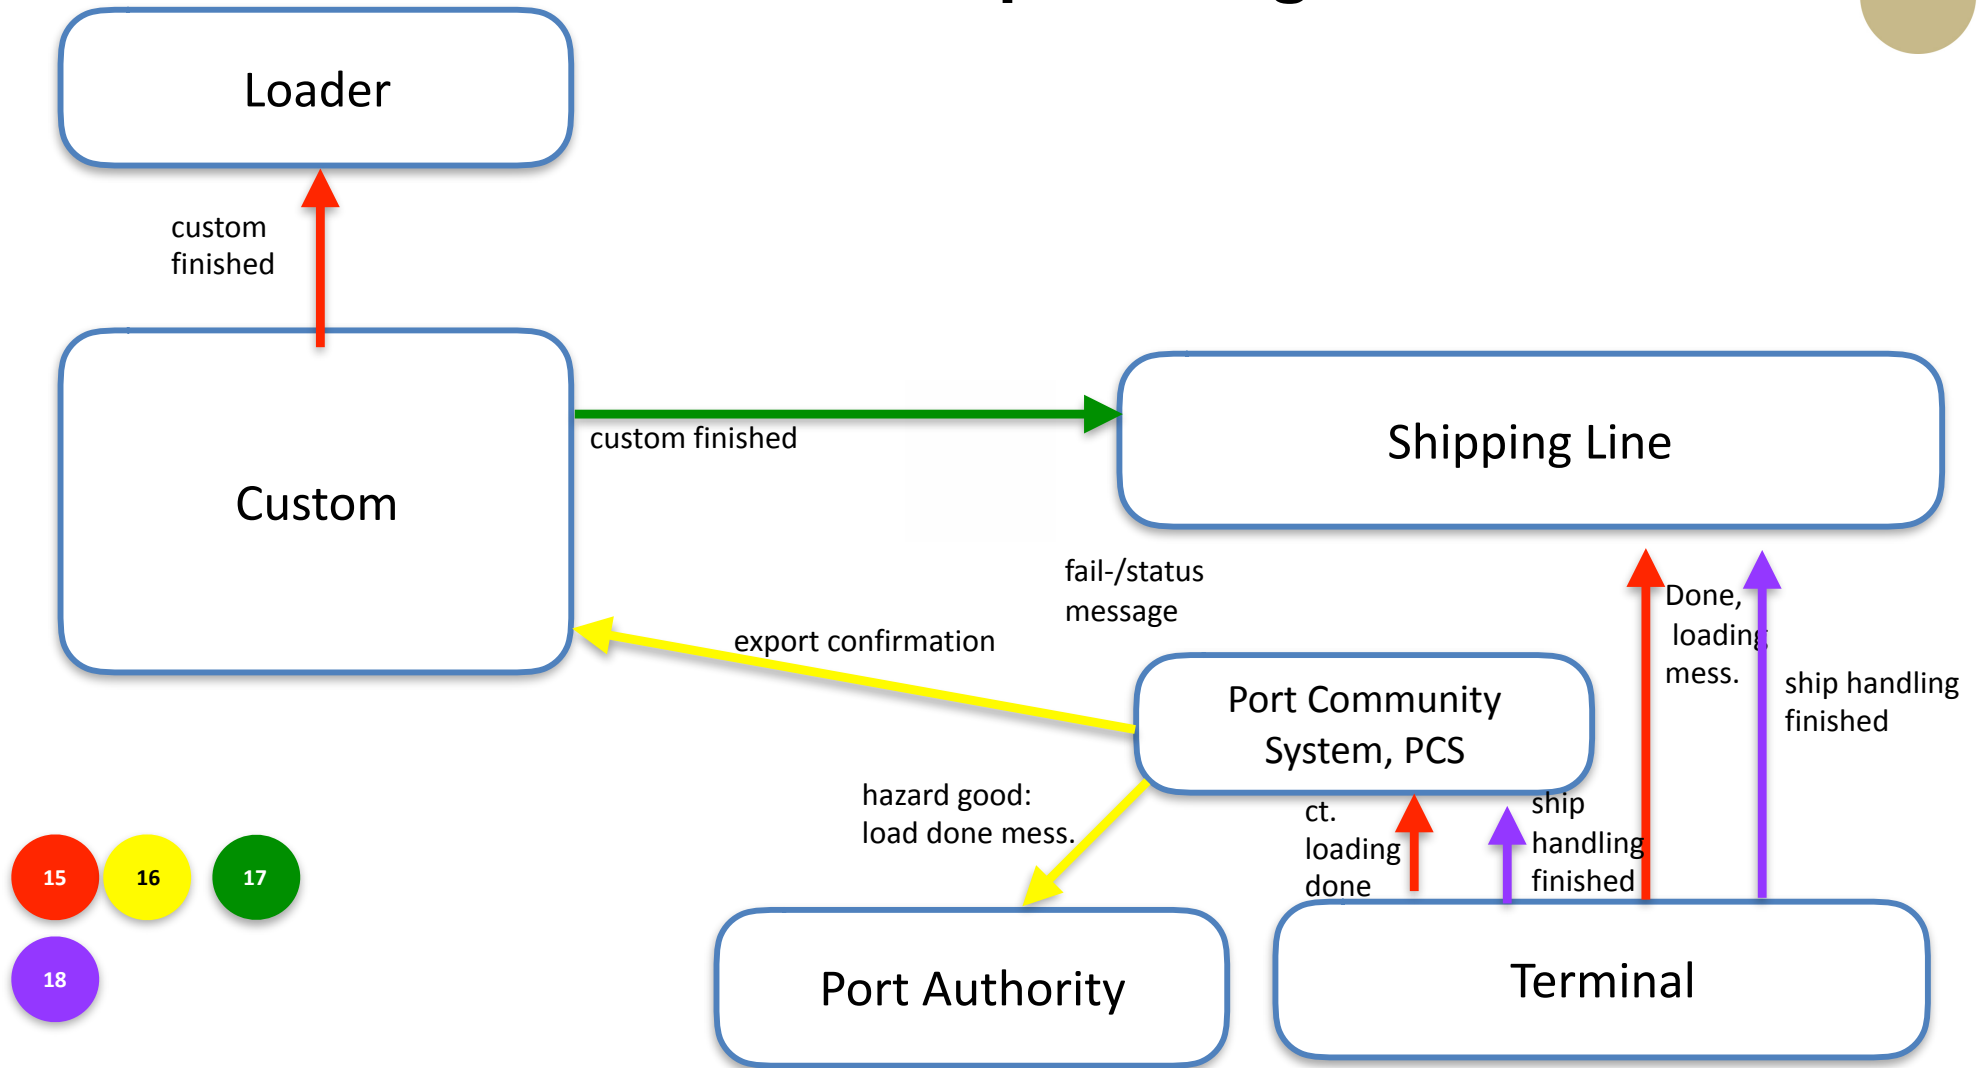 Loader
custom
finished
custom finished
Shipping Line
Custom
fail-/status
message
Done,
loading
mess.
export confirmation
ship handling
finished
Port Community
System, PCS
hazard good:
load done mess.
ct.
loading
done
ship
handling
finished
15
16
17
18
Port Authority
Terminal